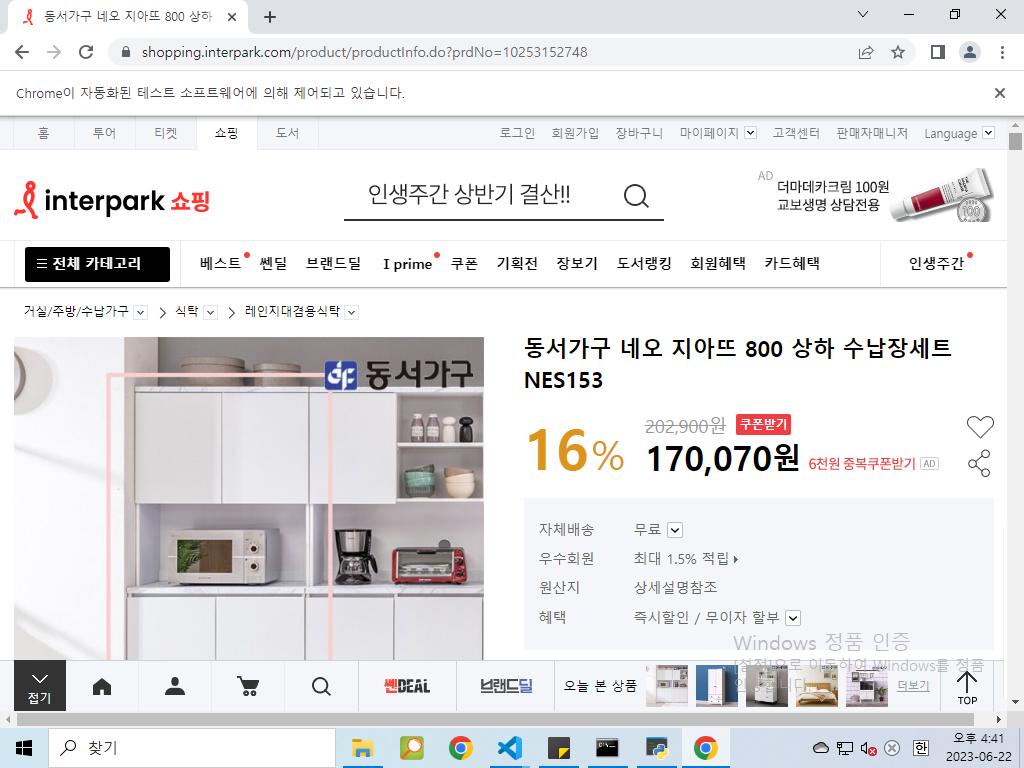 동서가구 네오 지아뜨 800 상하
shopping.interpark.com/product/productInfo.do?prdNo=10253152748
Chrome이 자동화된 테스트 소프트웨어에 의해 제어되고 있습니다.
홈 투어 티켓 쇼핑 도서 로그인 회원가입 장바구니 마이페이지 고객센터 판매자매니저 Language
interpark 쇼핑
인생주간 상반기 결산!!
AD 더마데카크림 100원
교보생명 상담전용
전체 카테고리 베스트 쎈딜 브랜드딜 I prime 쿠폰 기획전 장보기 도서랭킹 회원혜택 카드혜택 인생주간
거실/주방/수납가구 식탁 레인지대겸용식탁
동서가구
동서가구 네오 지아뜨 800 상하 수납장세트
NES153
16%
202,900원 쿠폰받기
170,070원 6천원 중복쿠폰받기 AD
자체배송 무료
우수회원 최대 1.5% 적립
원산지 상세설명참조
혜택 즉시할인 / 무이자 할부
Windows 정품 인증
[설정]으로 이동하여 Windows를 정품
접기 쎈DEAL 브랜드딜 오늘 본 상품 더보기 TOP
찾기
오후 4:41
2023-06-22
한